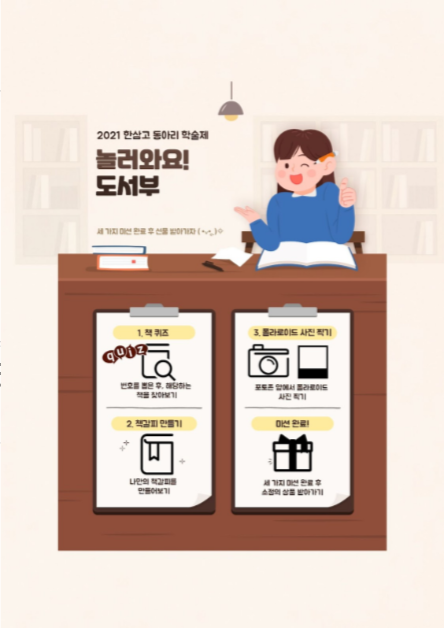 2021 한삼고 동아리 학술제
놀러와요!
도서부
세 가지 미션 완료 후 선물 받아가자
1. 책 퀴즈
quiz
번호를 뽑은 후, 해당하는
책을 찾아보기
2. 책갈피 만들기
나만의 책갈피를
만들어보기
3. 폴라로이드 사진 찍기
포토존 앞에서 폴라로이드
사진 찍기
미션 완료!
세 가지 미션 완료 후
소정의 상품 받아가기